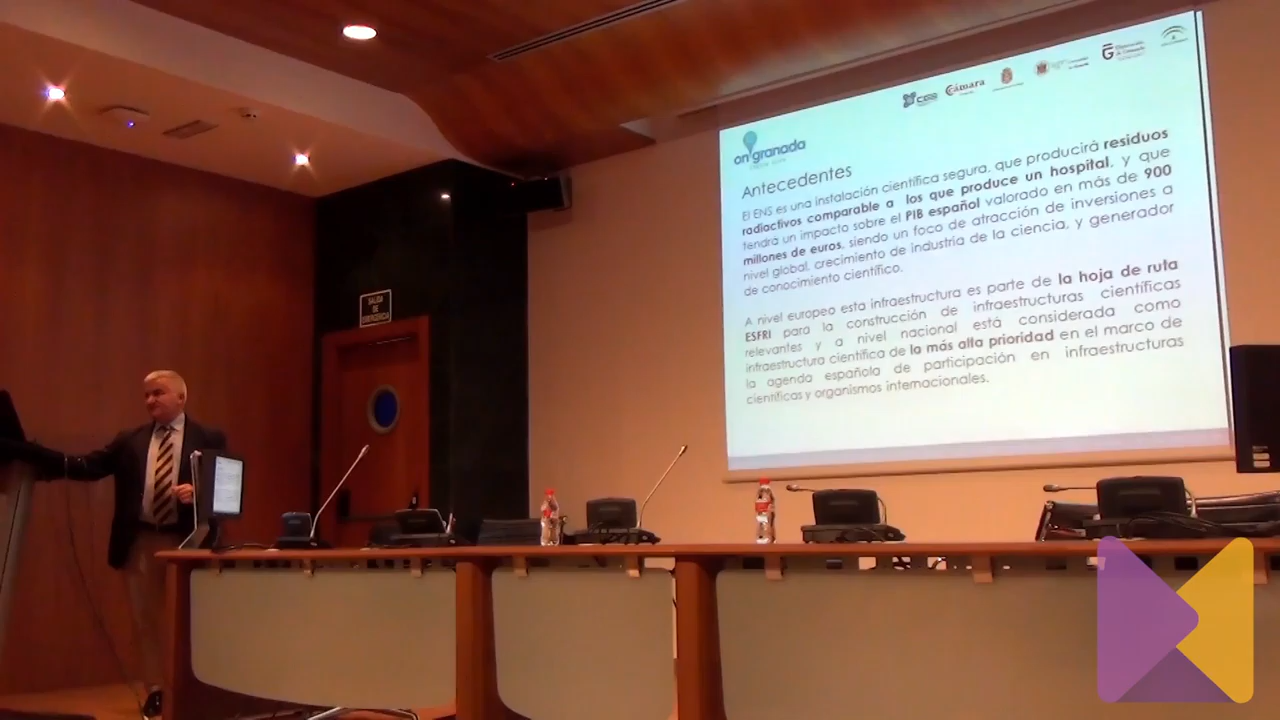 CGE
Cámara
Diputación
de Granada
on granada
Antecedentes
El ENS es una instalación científica segura, que producirá residuos
radiactivos comparable a los que produce un hospital, y que
tendrá un impacto sobre el PIB español valorado en más de 900
millones de euros, siendo un foco de atracción de inversiones a
nivel global, crecimiento de industria de la ciencia, y generador
de conocimiento científico.
A nivel europeo esta infraestructura es parte de la hoja de ruta
ESFRI para la construcción de infraestructuras científicas
relevantes y a nivel nacional está considerada como
infraestructura científica de la más alta prioridad en el marco de
la agenda española de participación en infraestructuras
científicas y organismos internacionales.
SALIDA
DE
EMERGENCIA